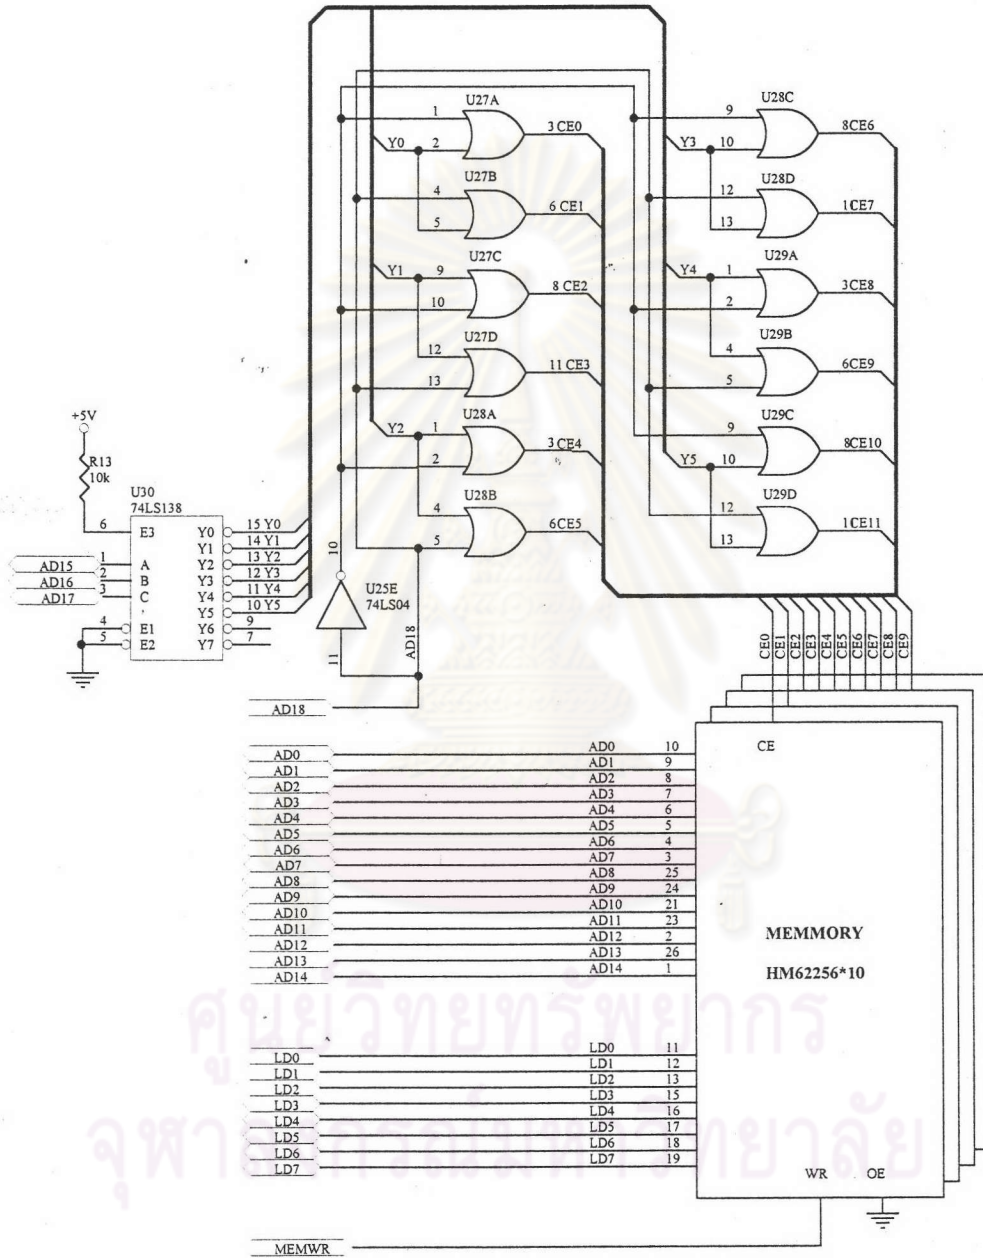 U27A
1
2
3 CE0
Y0
U27B
4
5
6 CE1
U27C
Y1
9
10
8 CE2
U27D
12
13
11 CE3
U28A
Y2
1
2
3 CE4
U28B
4
5
6CE5
U28C
9
Y3
10
8CE6
U28D
12
13
1CE7
U29A
Y4
1
2
3CE8
U29B
4
5
6CE9
U29C
9
Y5
10
8CE10
U29D
12
13
1CE11
+5V
R13
10k
U30
74LS138
6
E3
AD15
1
A
AD16
2
B
AD17
3
C
4
E1
5
E2
Y0
15 Y0
Y1
14 Y1
Y2
13 Y2
Y3
12 Y3
Y4
11 Y4
Y5
10 Y5
Y6
9
Y7
7
10
U25E
74LS04
11
AD18
AD18
CE0
CE1
CE2
CE3
CE4
CE5
CE6
CE7
CE8
CE9
CE
AD0 AD0 10
AD1 AD1 9
AD2 AD2 8
AD3 AD3 7
AD4 AD4 6
AD5 AD5 5
AD6 AD6 4
AD7 AD7 3
AD8 AD8 25
AD9 AD9 24
AD10 AD10 21
AD11 AD11 23
AD12 AD12 2
AD13 AD13 26
AD14 AD14 1
MEMMORY
HM62256*10
ศูนย์วิทยทรัพยากร
LD0 LD0 11
LD1 LD1 12
LD2 LD2 13
LD3 LD3 15
LD4 LD4 16
LD5 LD5 17
LD6 LD6 18
LD7 LD7 19
จุฬาลงกรณ์มหาวิทยาลัย
WR OE
MEMWR